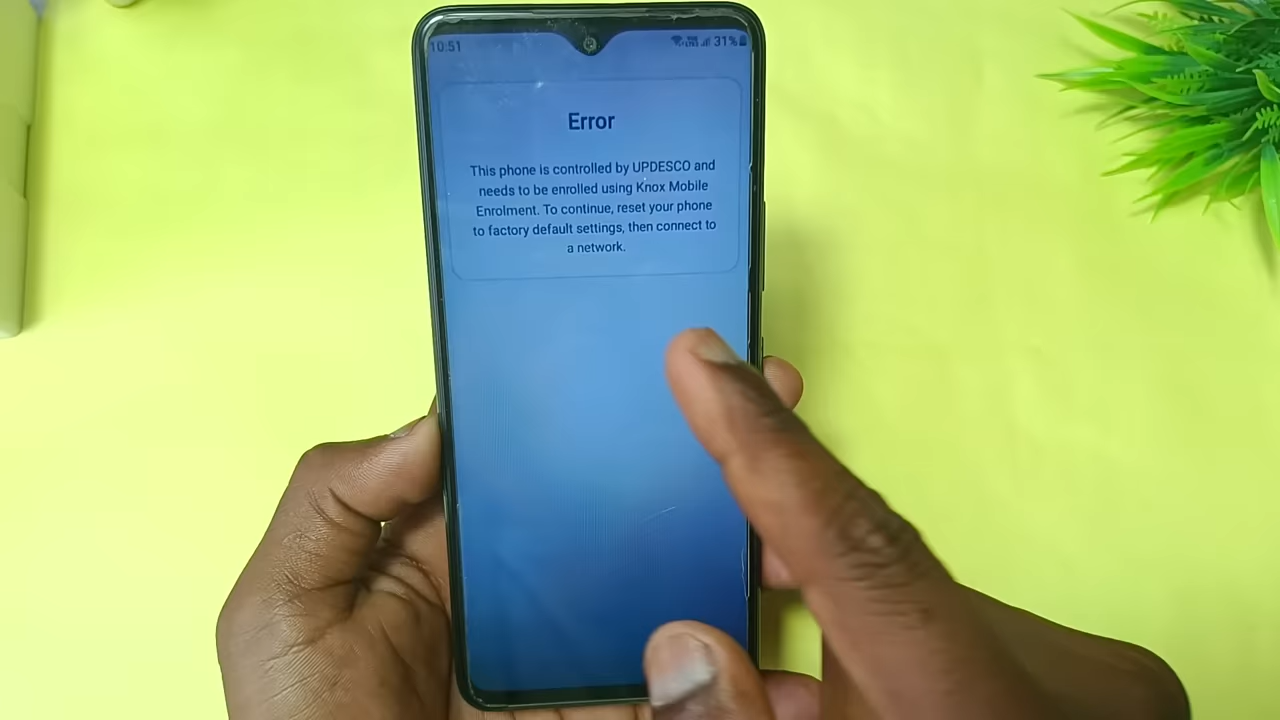 10:51
31%
Error
This phone is controlled by UPDESCO and
needs to be enrolled using Knox Mobile
Enrolment. To continue, reset your phone
to factory default settings, then connect to
a network.